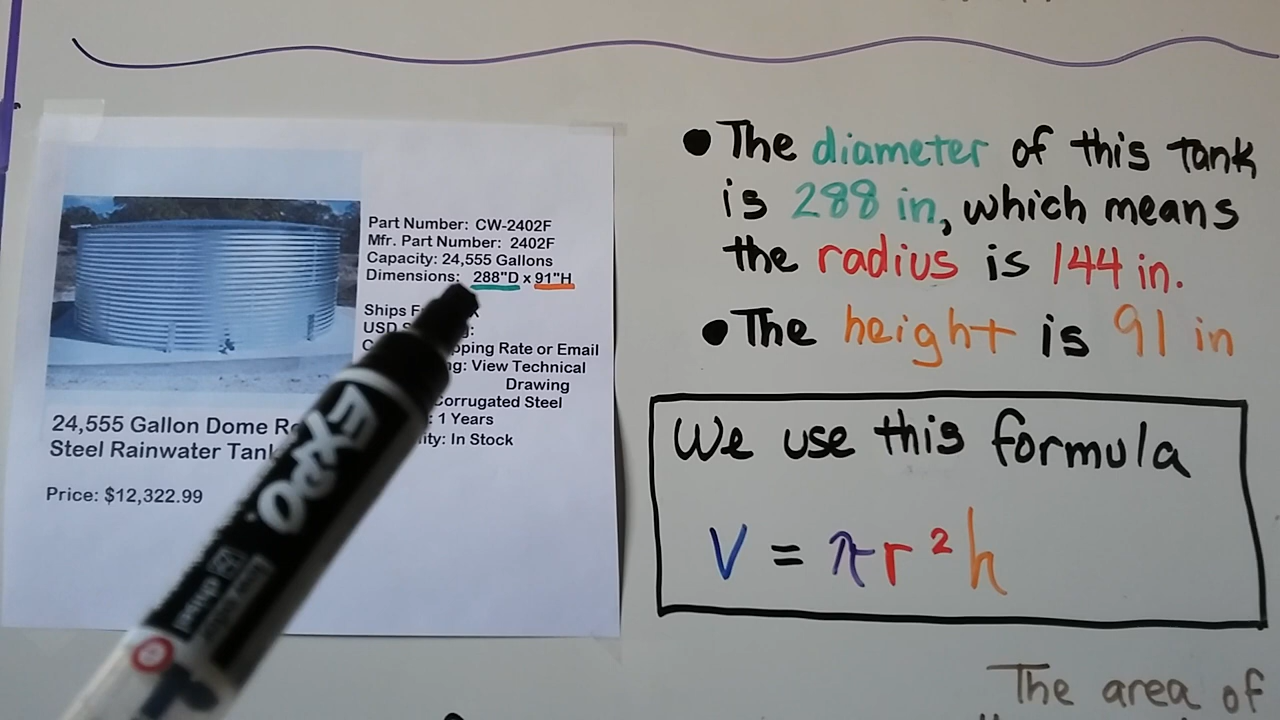 Part Number: CW-2402F
Mfr. Part Number: 2402F
Capacity: 24,555 Gallons
Dimensions: 288"D x 91"H
Ships
USD
pping Rate or Email
View Technical
Drawing
Corrugated Steel
1 Years
In Stock
24,555 Gallon Dome
Steel Rainwater
Price: $12,322.99
EXPO
chisel
• The diameter of this tank
is 288 in, which means
the radius is 144 in.
• The height is 91 in
We use this formula
V = πr²h
The area of